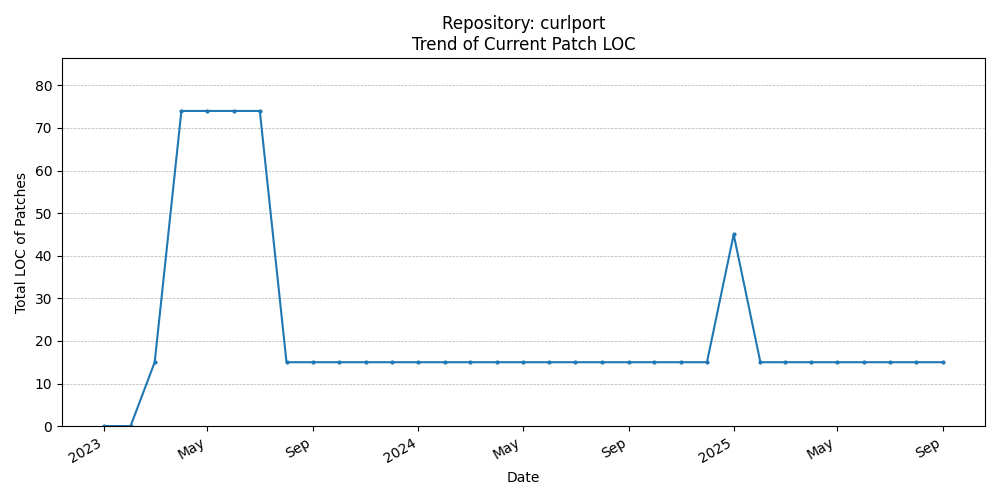 Repository: curlport
Trend of Current Patch LOC
Total LOC of Patches
80
70
60
50
40
30
20
10
0
2023
May
Sep
2024
May
Sep
2025
May
Sep
Date